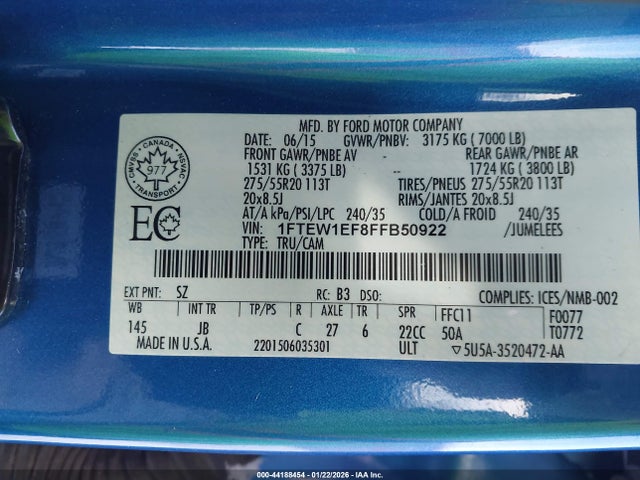 MFD. BY FORD MOTOR COMPANY
DATE: 06/15 GVWR/PNBV: 3175 KG ( 7000 LB)
FRONT GAWR/PNBE AV REAR GAWR/PNBE AR
1531 KG ( 3375 LB) 1724 KG ( 3800 LB)
275/55R20 113T TIRES/PNEUS 275/55R20 113T
20x8.5J RIMS/JANTES 20x8.5J
AT/A kPa/PSI/LPC 240/35 COLD/A FROID 240/35
VIN: 1FTEW1EF8FFB50922 /JUMELEES
TYPE: TRU/CAM
CANADA
CMVSS NSVAC
977
TRANSPORT
EC
EXT PNT: SZ RC: B3 DSO: COMPLIES: ICES/NMB-002
WB INT TR TP/PS R AXLE TR SPR FFC11 F0077
145 JB C 27 6 22CC 50A T0772
MADE IN U.S.A. 2201506035301 ULT ▽5U5A-3520472-AA
000-44188454 - 01/22/2026 - IAA Inc.